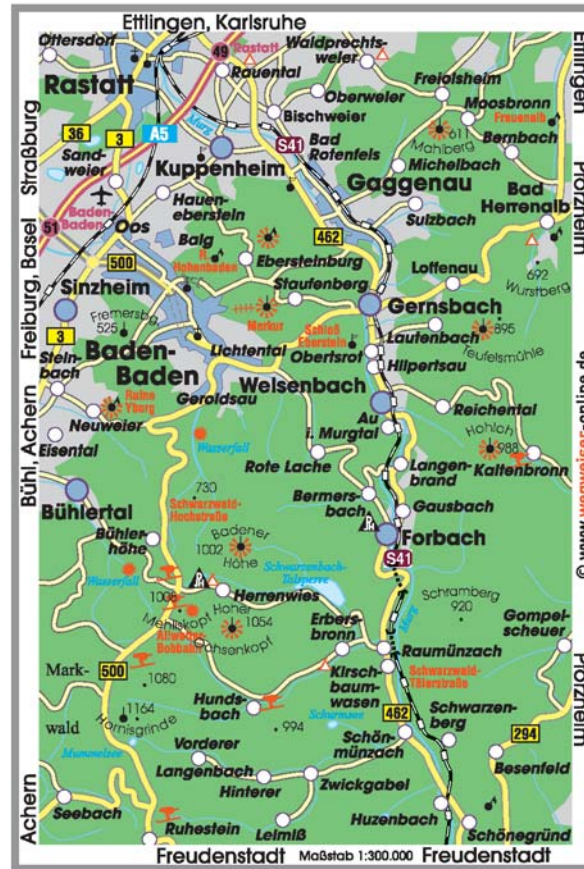 Ettlingen, Karlsruhe
Ottersdorf
49
Rastatt
Waldprechts-
weier
Rauental
Freiolsheim
Rastatt
Oberweier
Moosbronn
Frauenalb
Bischweier
611
Mahlberg
Bernbach
36
3
A5
Murg
S41
Bad
Rotenfels
Sand-
weier
Kuppenheim
Michelbach
Gaggenau
Bad
Herrenalb
Baden-
Baden
Hauen-
eberstein
Sulzbach
51
Oos
Balg
R.
Hohenbaden
Ebersteinburg
462
Loffenau
500
692
Wurstberg
Sinzheim
Staufenberg
Gernsbach
Fremersbg.
525
Merkur
Schloß
Eberstein
Lautenbach
895
Teufelsmühle
3
Stein-
bach
Baden-
Baden
Lichtental
Obertsrot
Hilpertsau
Weisenbach
Geroldsau
Ruine
Yburg
Reichental
Neuweier
Au
i. Murgtal
Hohloh
988
Eisental
Wasserfall
Rote Lache
Langen-
brand
Kaltenbronn
730
Bermers-
bach
Gausbach
Bühlertal
Schwarzwald-
Hochstraße
Bühler-
höhe
Badener
1002
Höhe
Forbach
S41
Wasserfall
Schwarzenbach-
Talsperre
1008
Herrenwies
Schramberg
920
Mehliskopf
Hoher
1054
Ochsenkopf
Allwetter-
Bobbahn
Murg
Gompel-
scheuer
Erbers-
bronn
Raumünzach
Mark-
wald
500
1080
Kirsch-
baum-
wasen
Schwarzwald-
Tälerstraße
Hunds-
bach
1164
Hornisgrinde
994
Schurmsee
462
Schwarzen-
berg
294
Mummelsee
Vorderer
Langenbach
Schön-
münzach
Hinterer
Zwickgabel
Besenfeld
Seebach
Leimiß
Huzenbach
Ruhestein
Schönegründ
Freudenstadt
Maßstab 1:300.000
Freudenstadt
Straßburg
Freiburg, Basel
Bühl, Achern
Achern
Ettlingen
Pforzheim
Pforzheim